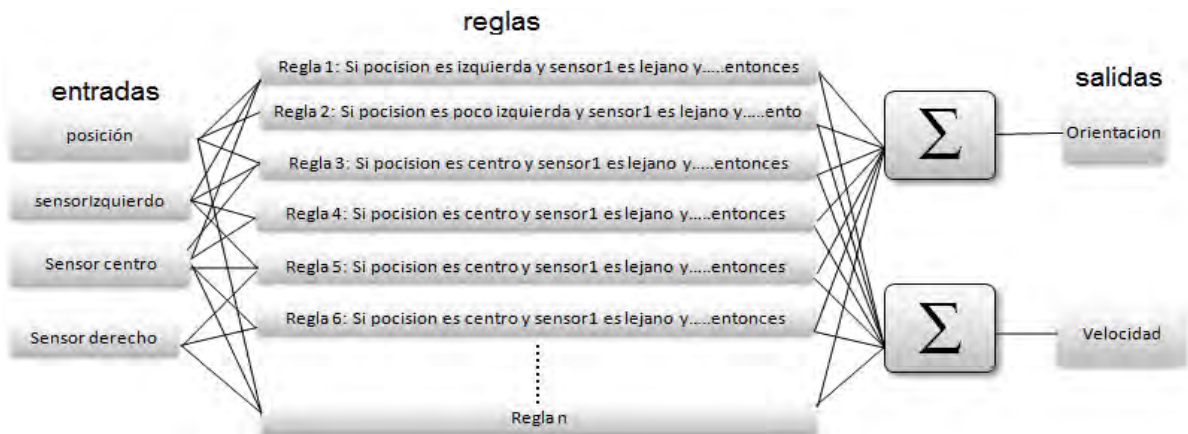 reglas
entradas
salidas
Regla 1: Si pocision es izquierda y sensor1 es lejano y.....entonces
Regla 2: Si pocision es poco izquierda y sensor1 es lejano y.....ento
Regla 3: Si pocision es centro y sensor1 es lejano y.....entonces
Regla 4: Si pocision es centro y sensor1 es lejano y.....entonces
Regla 5: Si pocision es centro y sensor1 es lejano y.....entonces
Regla 6: Si pocision es centro y sensor1 es lejano y.....entonces
Regla n
posición
sensorIzquierdo
Sensor centro
Sensor derecho
Σ
Σ
Orientacion
Velocidad